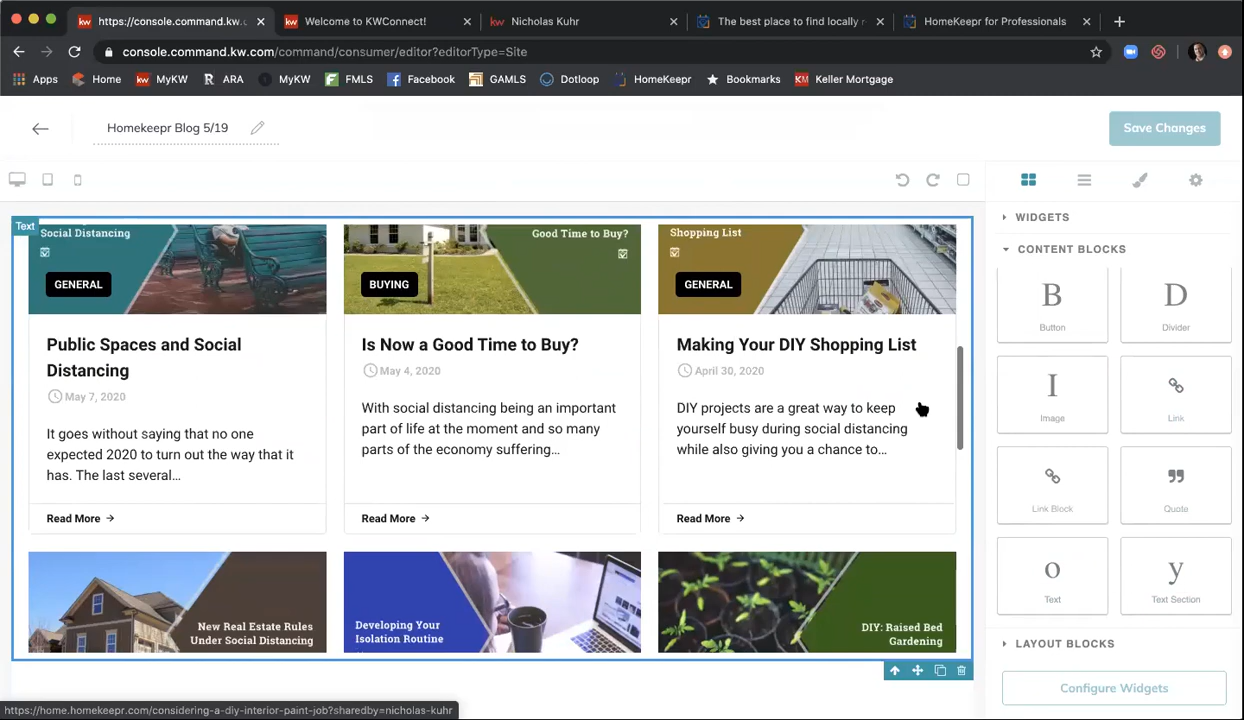 https://console.command.kw.c
Welcome to KWConnect!
Nicholas Kuhr
The best place to find locally r
HomeKeepr for Professionals
console.command.kw.com/command/consumer/editor?editorType=Site
Apps
Home
kw MyKW
R ARA
MyKW
FMLS
Facebook
GAMLS
Dotloop
HomeKeepr
Bookmarks
KM Keller Mortgage
Homekeepr Blog 5/19
Save Changes
Text
WIDGETS
CONTENT BLOCKS
B
Button
D
Divider
I
Image
Link
Link Block
Quote
o
Text
y
Text Section
LAYOUT BLOCKS
Configure Widgets
Social Distancing
GENERAL
Public Spaces and Social
Distancing
May 7, 2020
It goes without saying that no one
expected 2020 to turn out the way that it
has. The last several...
Read More →
Good Time to Buy?
BUYING
Is Now a Good Time to Buy?
May 4, 2020
With social distancing being an important
part of life at the moment and so many
parts of the economy suffering...
Read More →
Shopping List
GENERAL
Making Your DIY Shopping List
April 30, 2020
DIY projects are a great way to keep
yourself busy during social distancing
while also giving you a chance to...
Read More →
New Real Estate Rules
Under Social Distancing
Developing Your
Isolation Routine
DIY: Raised Bed
Gardening
https://home.homekeepr.com/considering-a-diy-interior-paint-job?sharedby=nicholas-kuhr